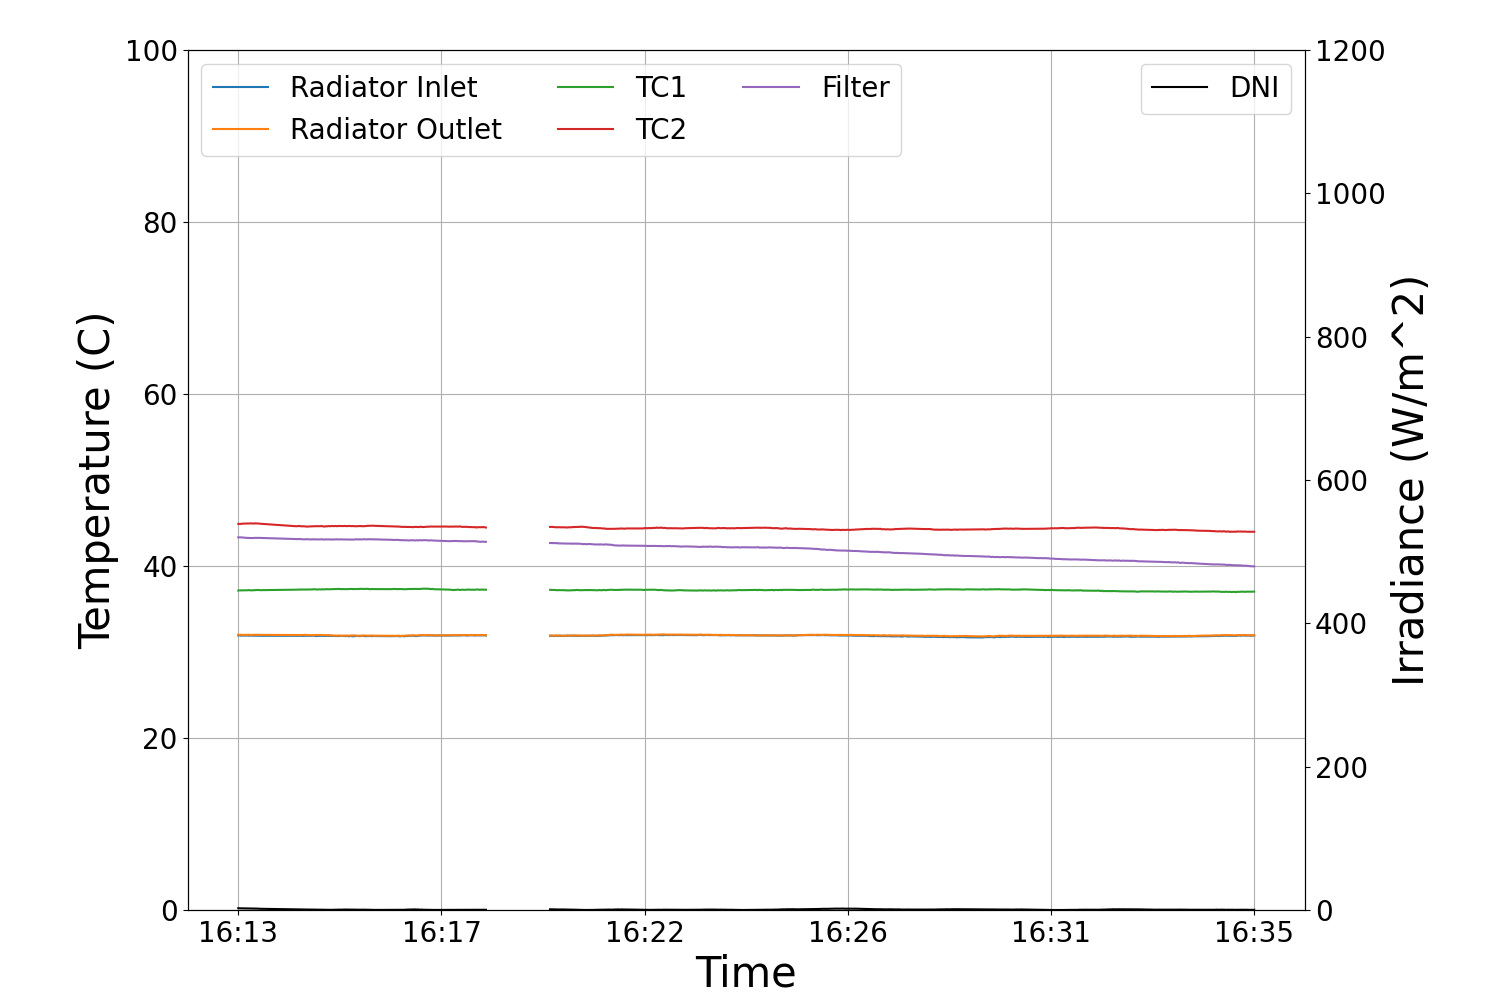 Radiator Inlet
Radiator Outlet
TC1
TC2
Filter
DNI
Temperature (C)
100
80
60
40
20
0
1200
1000
800
600
400
200
0
Irradiance (W/m^2)
16:13 16:17 16:22 16:26 16:31 16:35
Time